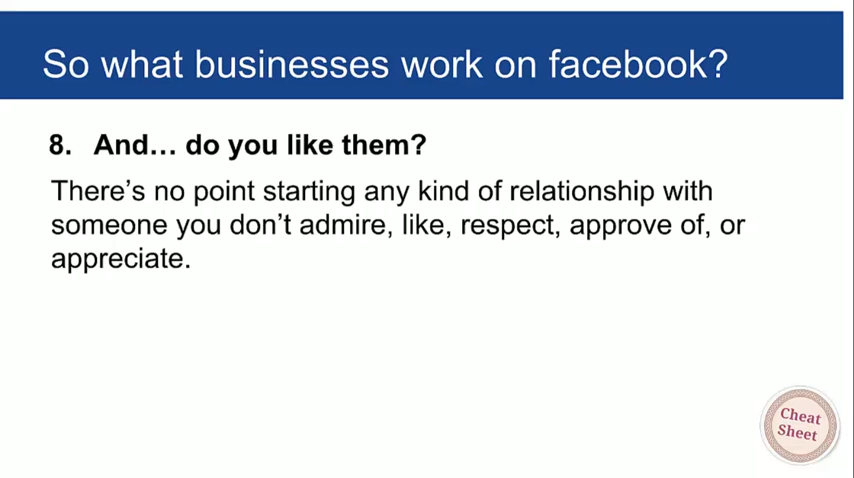 So what businesses work on facebook?
8. And... do you like them?
There's no point starting any kind of relationship with
someone you don't admire, like, respect, approve of, or
appreciate.
Cheat
Sheet